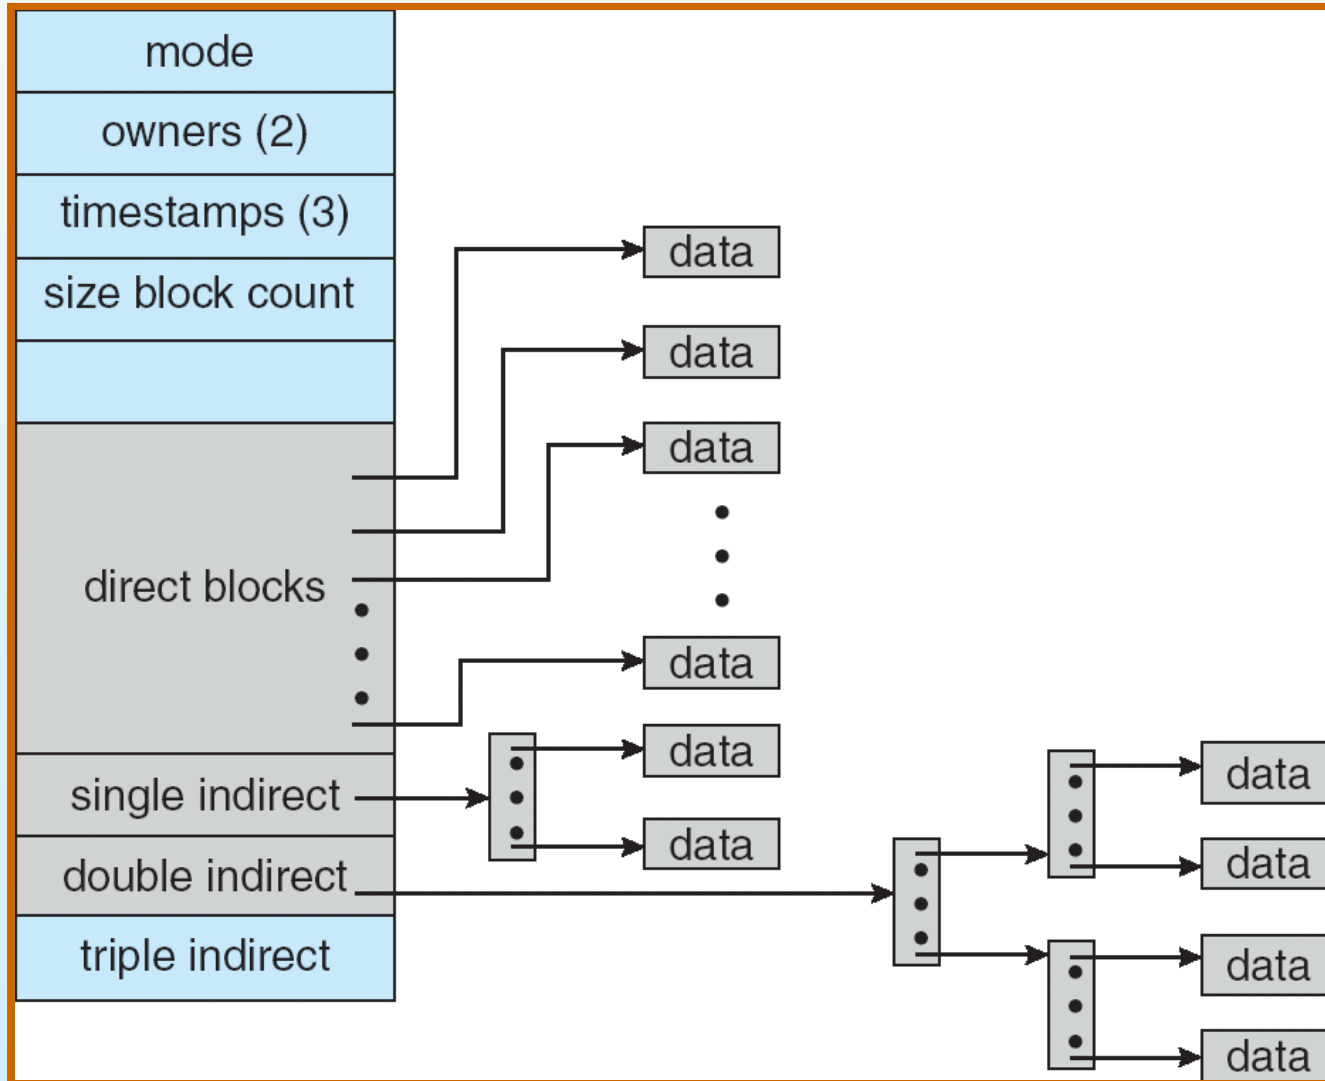 mode
owners (2)
timestamps (3)
size block count
direct blocks
single indirect
double indirect
triple indirect
data
data
data
data
data
data
data
data
data
data